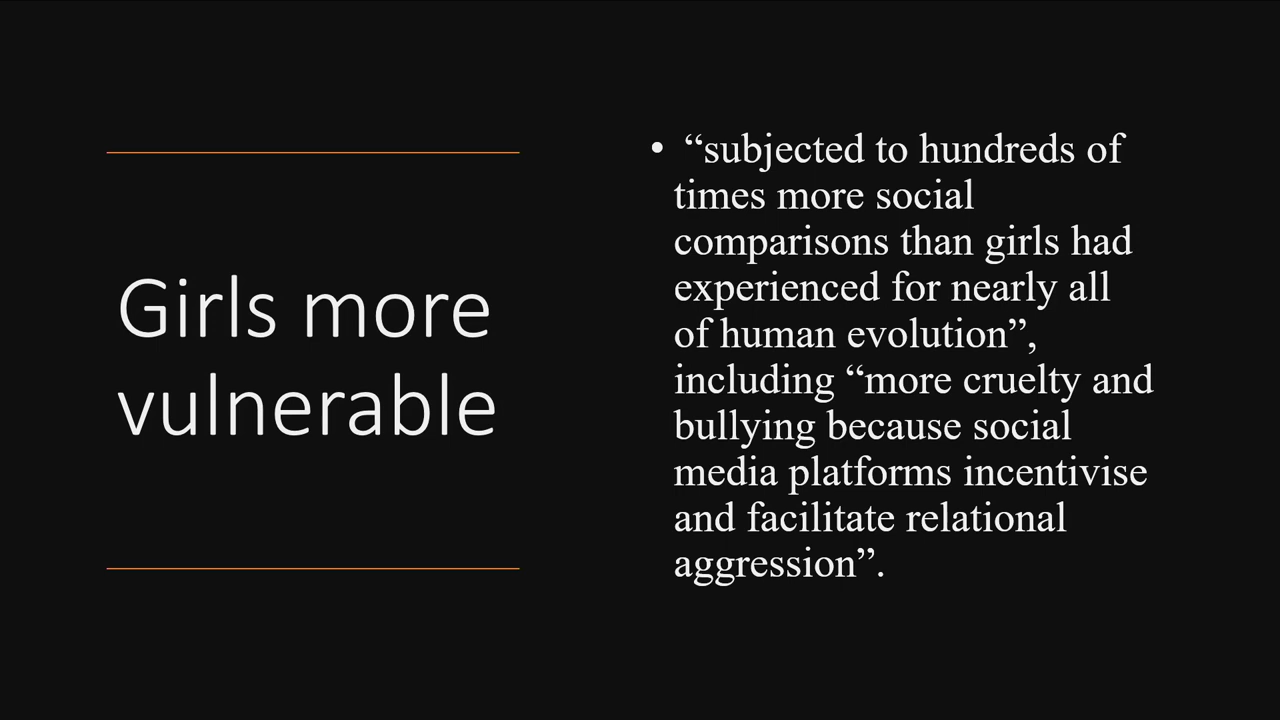 Girls more
vulnerable
• “subjected to hundreds of
times more social
comparisons than girls had
experienced for nearly all
of human evolution”,
including “more cruelty and
bullying because social
media platforms incentivise
and facilitate relational
aggression”.